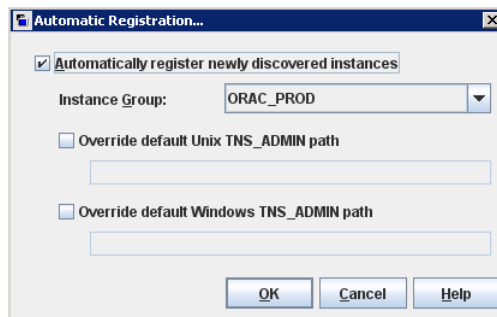 Automatic Registration...
Automatically register newly discovered instances
Instance Group: ORAC_PROD
Override default Unix TNS_ADMIN path
Override default Windows TNS_ADMIN path
OK Cancel Help